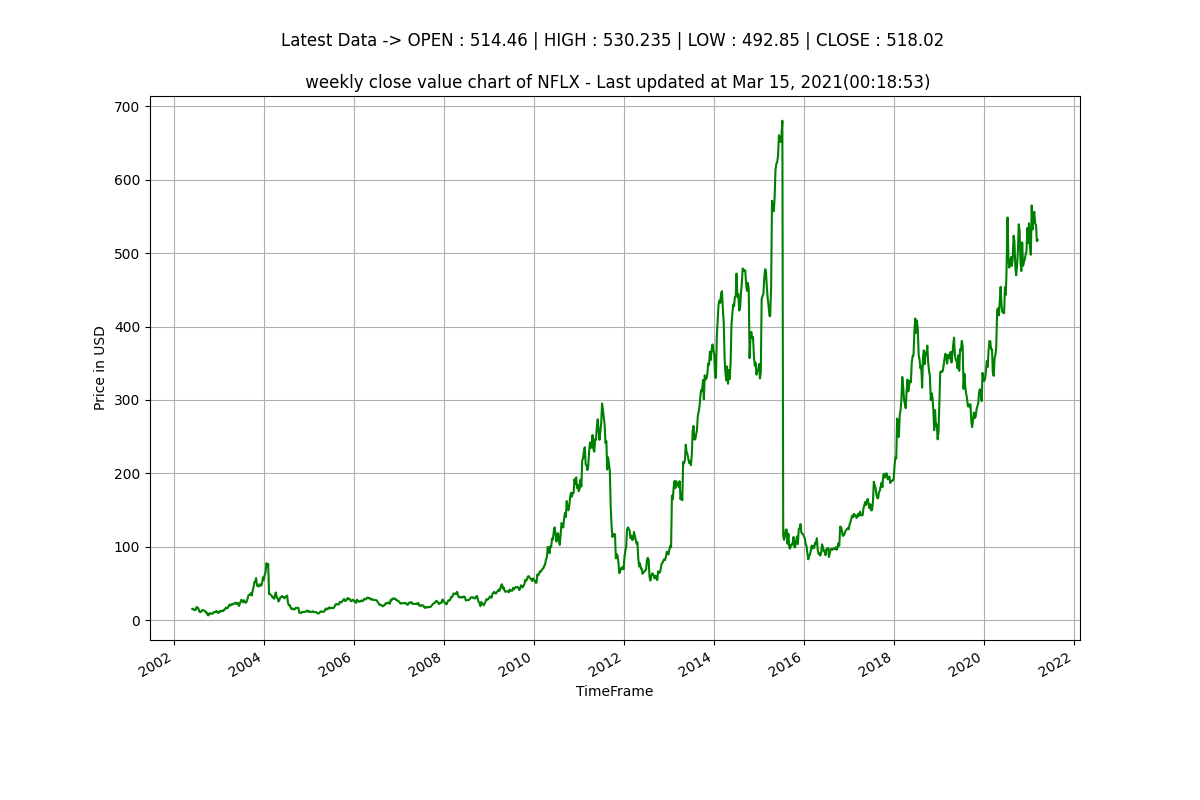 Latest Data -> OPEN : 514.46 | HIGH : 530.235 | LOW : 492.85 | CLOSE : 518.02
weekly close value chart of NFLX - Last updated at Mar 15, 2021(00:18:53)
700
600
500
400
300
200
100
0
Price in USD
2002 2004 2006 2008 2010 2012 2014 2016 2018 2020 2022
TimeFrame